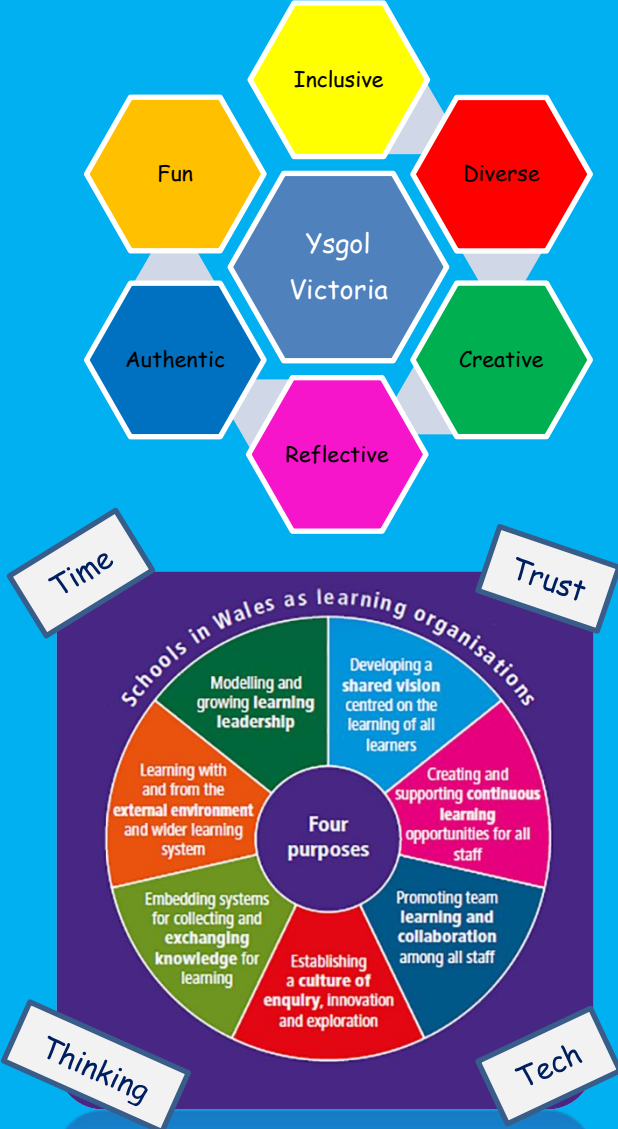 Inclusive
Fun
Diverse
Ysgol
Victoria
Authentic
Creative
Reflective
Time
Trust
Schools in Wales as learning organisations
Modelling and
growing learning
leadership
Developing a
shared vision
centred on the
learning of all
learners
Learning with
and from the
external environment
and wider learning
system
Creating and
supporting continuous
learning
opportunities for all
staff
Four
purposes
Embedding systems
for collecting and
exchanging
knowledge for
learning
Promoting team
learning and
collaboration
among all staff
Establishing
a culture of
enquiry, innovation
and exploration
Thinking
Tech